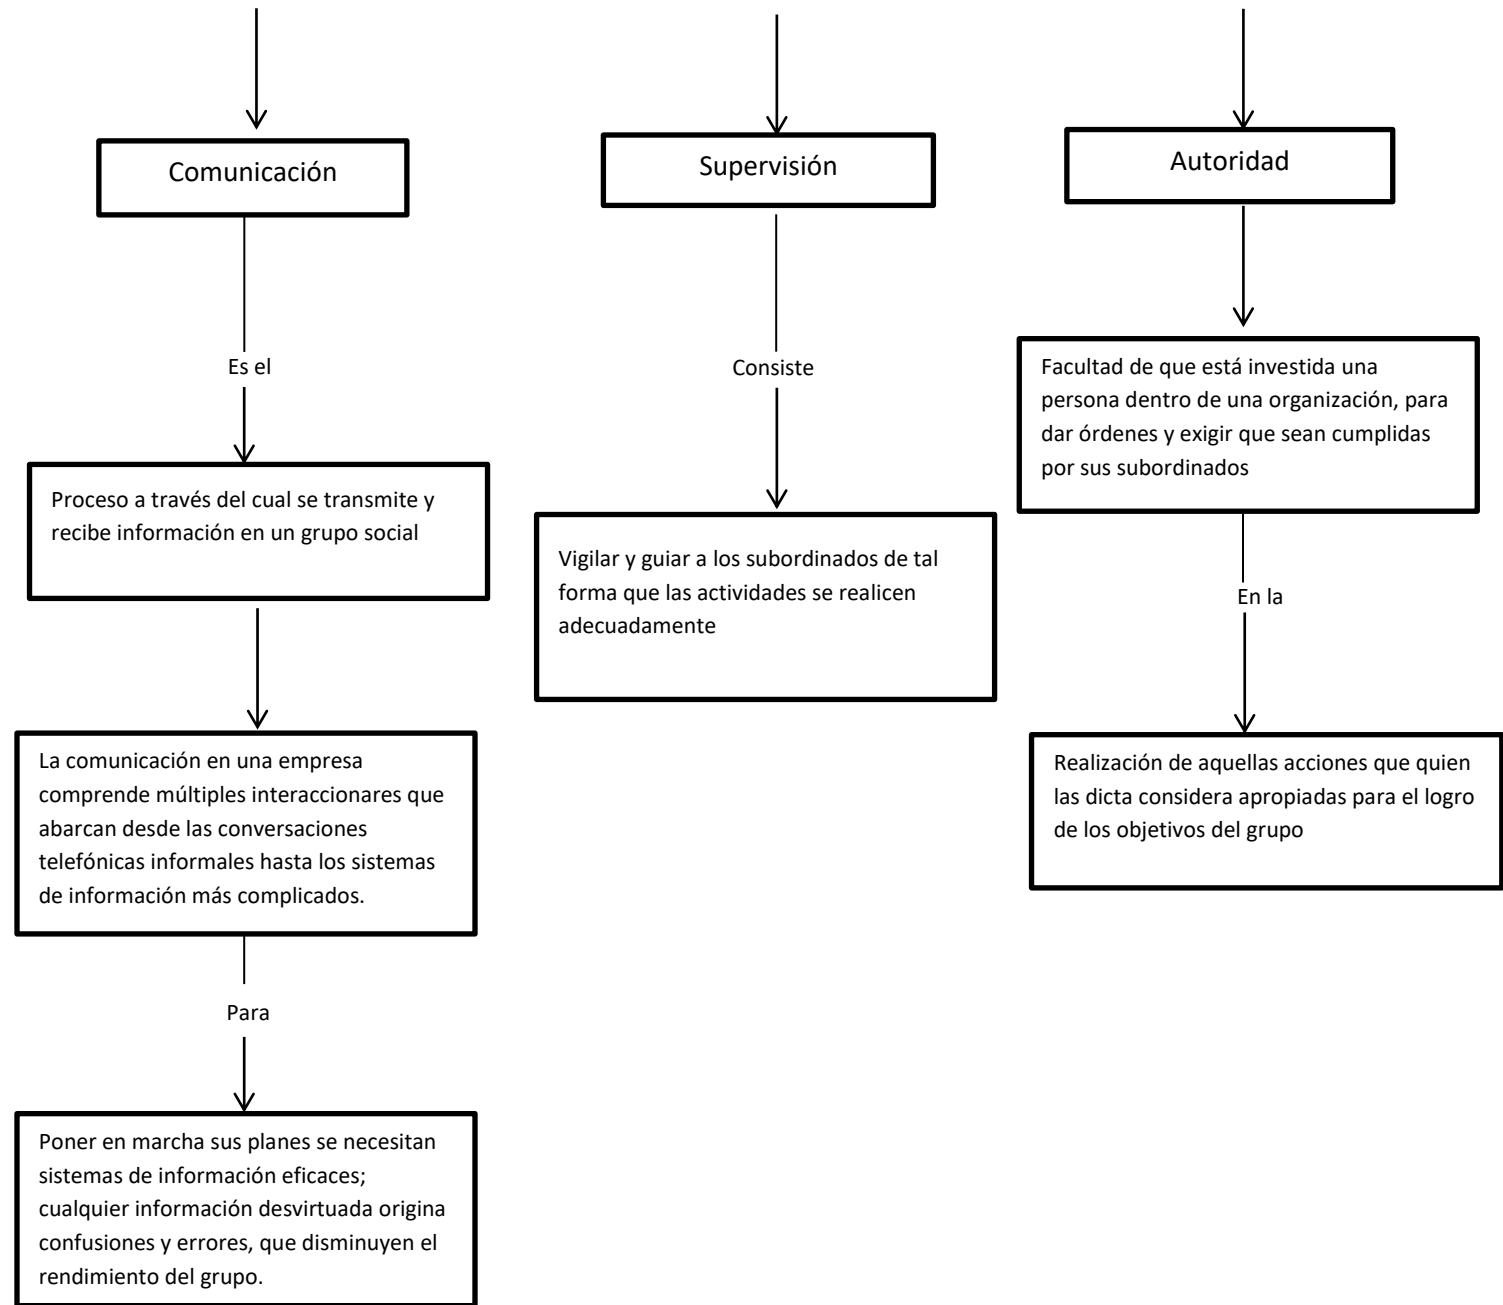 Comunicación
Es el
Proceso a través del cual se transmite y
recibe información en un grupo social
La comunicación en una empresa
comprende múltiples interaccionares que
abarcan desde las conversaciones
telefónicas informales hasta los sistemas
de información más complicados.
Para
Poner en marcha sus planes se necesitan
sistemas de información eficaces;
cualquier información desvirtuada origina
confusiones y errores, que disminuyen el
rendimiento del grupo.
Supervisión
Consiste
Vigilar y guiar a los subordinados de tal
forma que las actividades se realicen
adecuadamente
Autoridad
Facultad de que está investida una
persona dentro de una organización, para
dar órdenes y exigir que sean cumplidas
por sus subordinados
En la
Realización de aquellas acciones que quien
las dicta considera apropiadas para el logro
de los objetivos del grupo